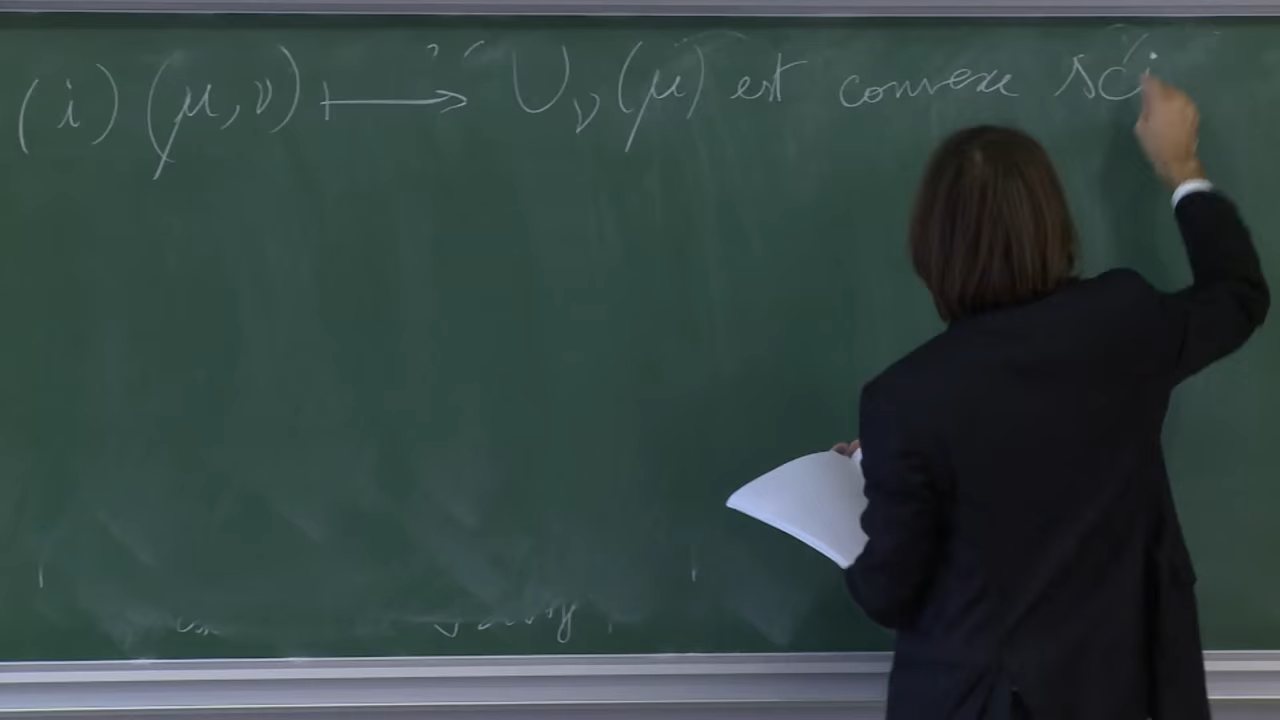 (i) (μ,ν) ⟼ U_ν(μ) est convexe sci